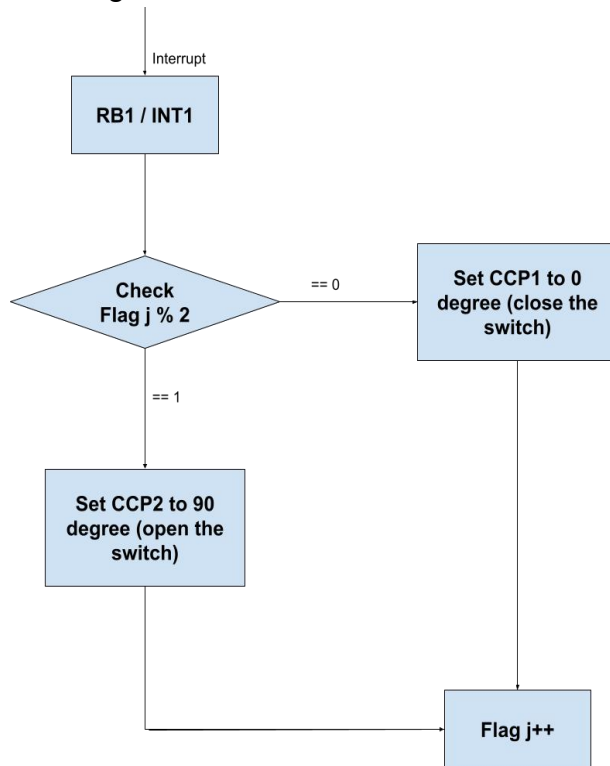 Interrupt
RB1 / INT1
Check
Flag j % 2
== 0
Set CCP1 to 0
degree (close the
switch)
== 1
Set CCP2 to 90
degree (open the
switch)
Flag j++